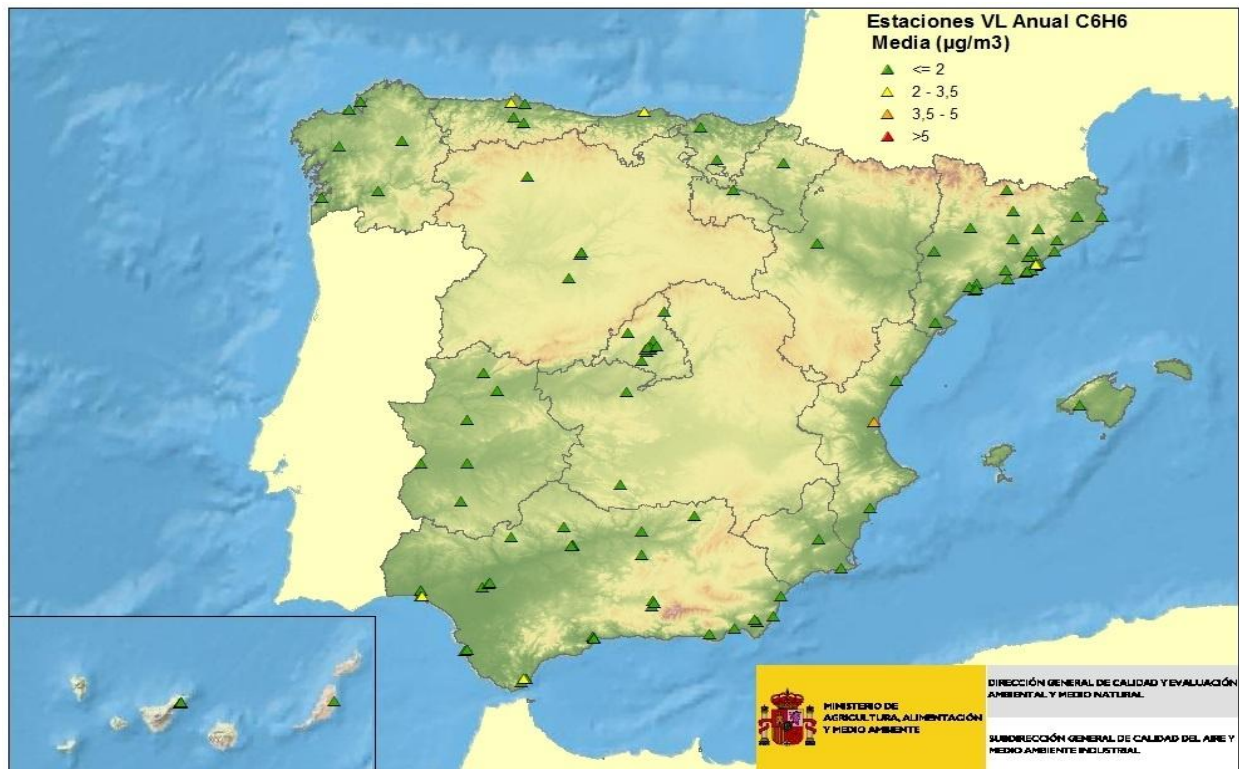 Estaciones VL Anual C6H6
Media (µg/m3)
<= 2
2 - 3,5
3,5 - 5
>5
MINISTERIO DE
AGRICULTURA, ALIMENTACIÓN
Y MEDIO AMBIENTE
DIRECCIÓN GENERAL DE CALIDAD Y EVALUACIÓN
AMBIENTAL Y MEDIO NATURAL
SUBDIRECCIÓN GENERAL DE CALIDAD DEL AIRE Y
MEDIO AMBIENTE INDUSTRIAL